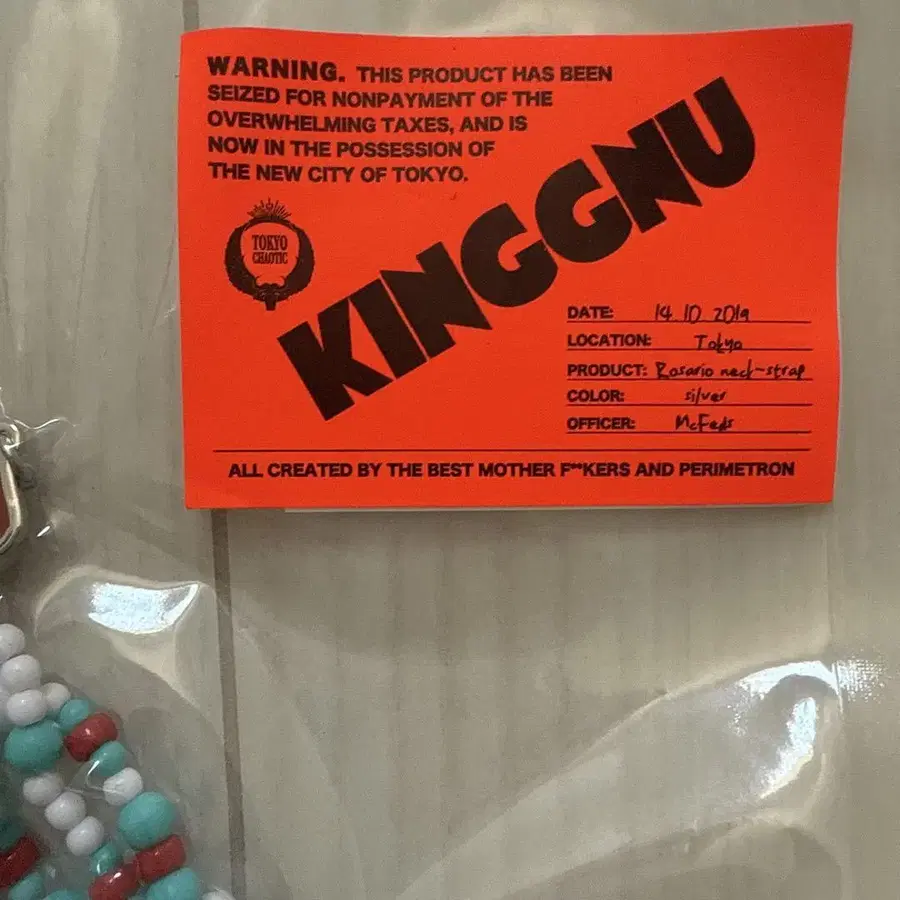 WARNING. THIS PRODUCT HAS BEEN
SEIZED FOR NONPAYMENT OF THE
OVERWHELMING TAXES, AND IS
NOW IN THE POSSESSION OF
THE NEW CITY OF TOKYO.
TOKYO
CHAOTIC
KINGGNU
DATE: 14.10.2019
LOCATION: Tokyo
PRODUCT: Rosario neck-strap
COLOR: silver
OFFICER: McFeds
ALL CREATED BY THE BEST MOTHER F**KERS AND PERIMETRON